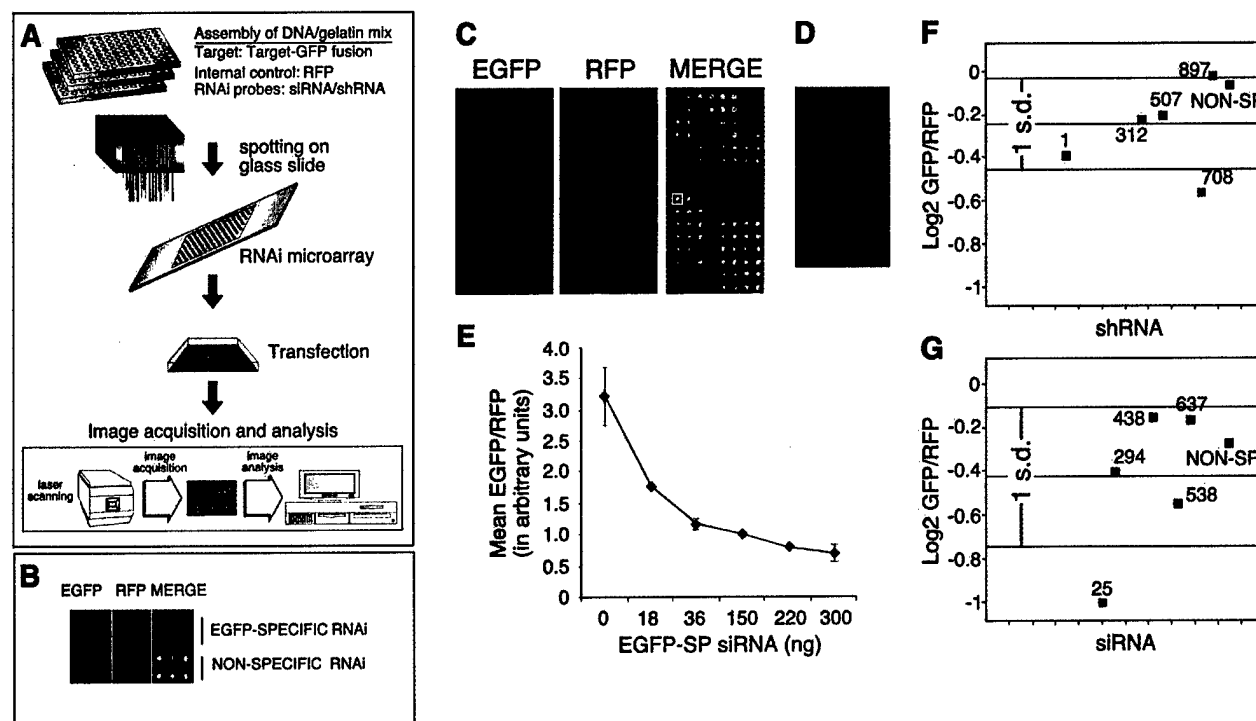 A
Assembly of DNA/gelatin mix
Target: Target-GFP fusion
Internal control: RFP
RNAi probes: siRNA/shRNA
spotting on
glass slide
RNAi microarray
Transfection
Image acquisition and analysis
laser
scanning
image
acquisition
image
analysis
B
EGFP RFP MERGE
EGFP-SPECIFIC RNAi
NON-SPECIFIC RNAi
C
EGFP RFP MERGE
D
E
Mean EGFP/RFP
(in arbitrary units)
4.0
3.5
3.0
2.5
2.0
1.5
1.0
0.5
0.0
0 18 36 150 220 300
EGFP-SP siRNA (ng)
F
Log2 GFP/RFP
0
-0.2
-0.4
-0.6
-0.8
-1
1 s.d.
897
NON-SP
507
312
1
708
shRNA
G
Log2 GFP/RFP
0
-0.2
-0.4
-0.6
-0.8
-1
1 s.d.
438
637
NON-SP
294
538
25
siRNA